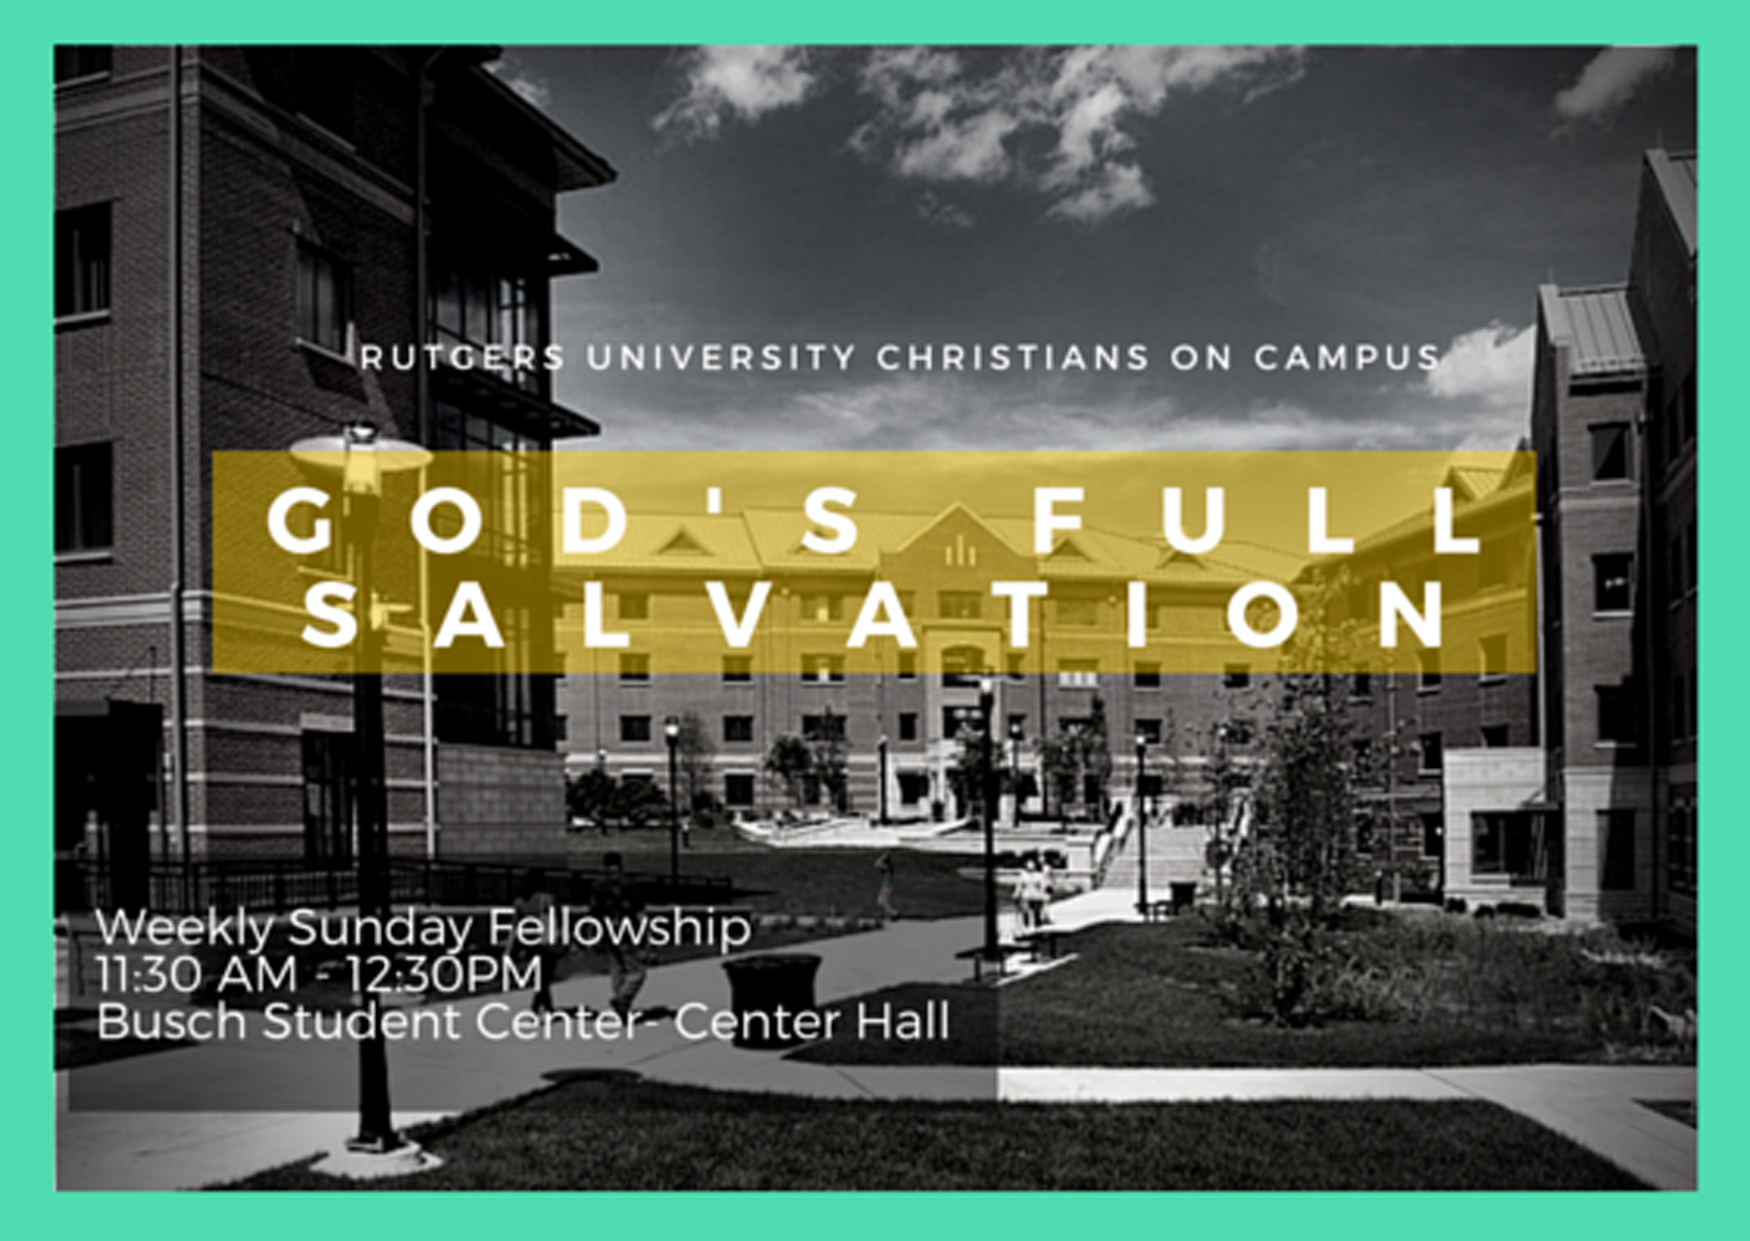 RUTGERS UNIVERSITY CHRISTIANS ON CAMPUS
GOD'S FULL
SALVATION
Weekly Sunday Fellowship
11:30 AM - 12:30PM
Busch Student Center- Center Hall